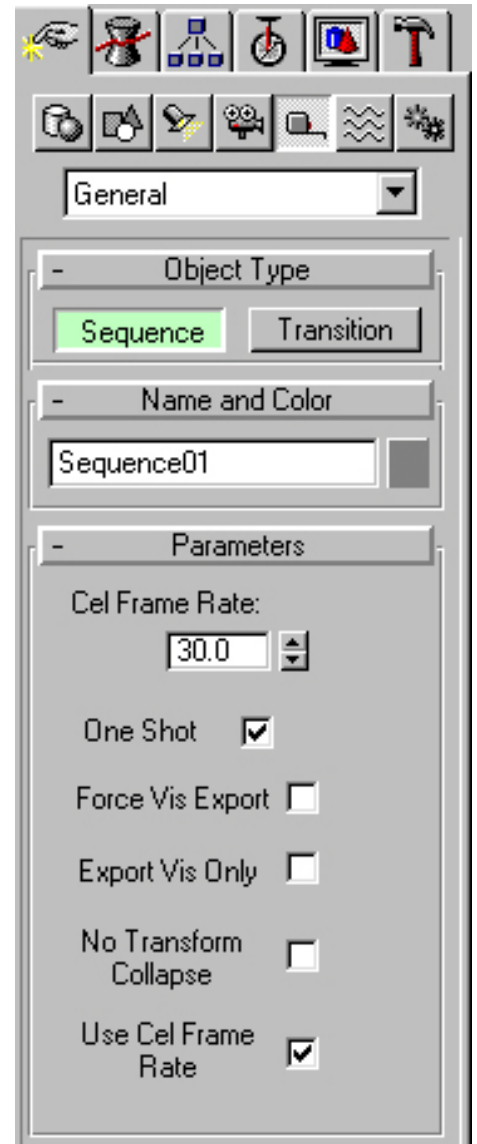 General
- Object Type
Sequence Transition
- Name and Color
Sequence01
- Parameters
Cel Frame Rate:
30.0
One Shot
Force Vis Export
Export Vis Only
No Transform
Collapse
Use Cel Frame
Rate